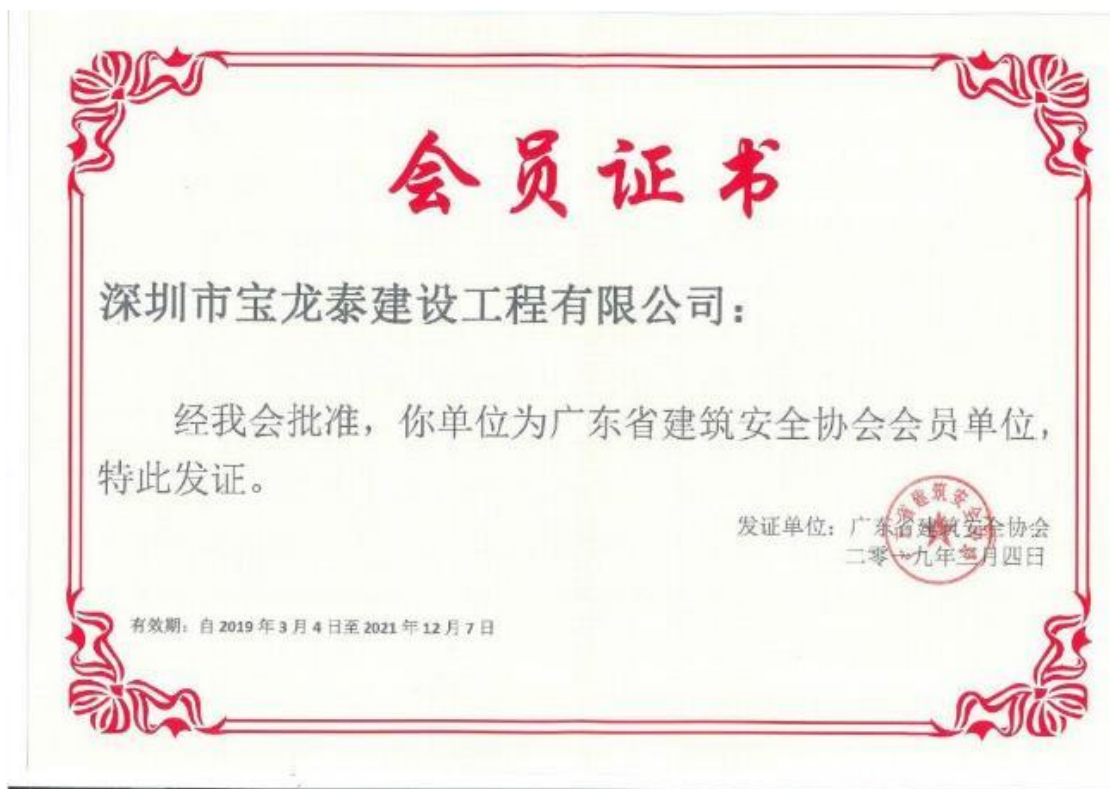 会员证书
深圳市宝龙泰建设工程有限公司：
经我会批准，你单位为广东省建筑安全协会会员单位，
特此发证。
发证单位：广东省建筑安全协会
二零一九年三月四日
有效期：自2019年3月4日至2021年12月7日